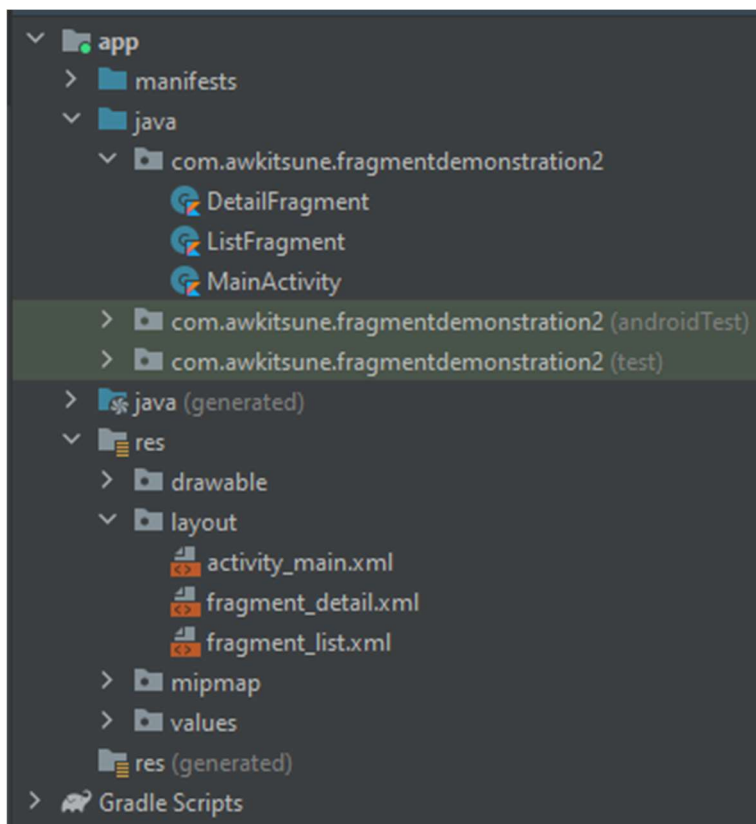 app
manifests
java
com.awkitsune.fragmentdemonstration2
DetailFragment
ListFragment
MainActivity
com.awkitsune.fragmentdemonstration2 (androidTest)
com.awkitsune.fragmentdemonstration2 (test)
java (generated)
res
drawable
layout
activity_main.xml
fragment_detail.xml
fragment_list.xml
mipmap
values
res (generated)
Gradle Scripts